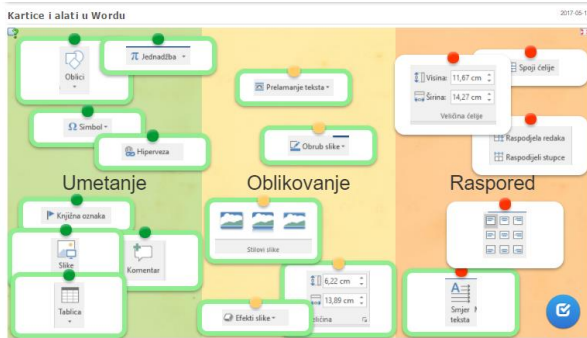 Kartice i alati u Wordu
2017-05-1
Oblici
π Jednadžba
Prelamanje teksta
Visina: 11,67 cm
Širina: 14,27 cm
Veličina ćelije
Spoji ćelije
Ω Simbol
Hiperveza
Obrub slike
Raspodjela redaka
Raspodijeli stupce
Umetanje
Oblikovanje
Raspored
Knjižna oznaka
Slike
Komentar
Stilovi slike
Tablica
6,22 cm
13,89 cm
Efekti slike
Smjer
teksta